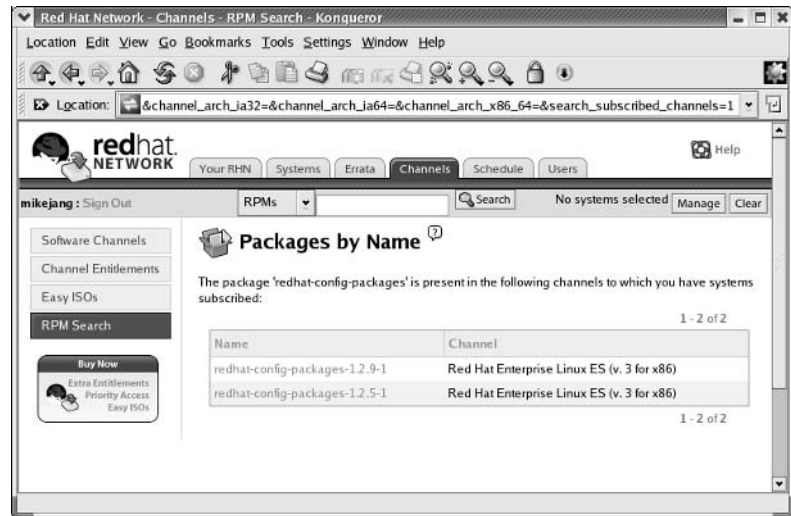 Red Hat Network - Channels - RPM Search - Konqueror
Location Edit View Go Bookmarks Tools Settings Window Help
Location: &channel_arch_ia32=&channel_arch_ia64=&channel_arch_x86_64=&search_subscribed_channels=1
redhat.
NETWORK
Help
Your RHN Systems Errata Channels Schedule Users
mikejang : Sign Out RPMs Search No systems selected Manage Clear
Software Channels
Channel Entitlements
Easy ISOs
RPM Search
Buy Now
Extra Entitlements
Priority Access
Easy ISOs
Packages by Name ?
The package 'redhat-config-packages' is present in the following channels to which you have systems
subscribed:
1 - 2 of 2
Name Channel
redhat-config-packages-1.2.9-1 Red Hat Enterprise Linux ES (v. 3 for x86)
redhat-config-packages-1.2.5-1 Red Hat Enterprise Linux ES (v. 3 for x86)
1 - 2 of 2